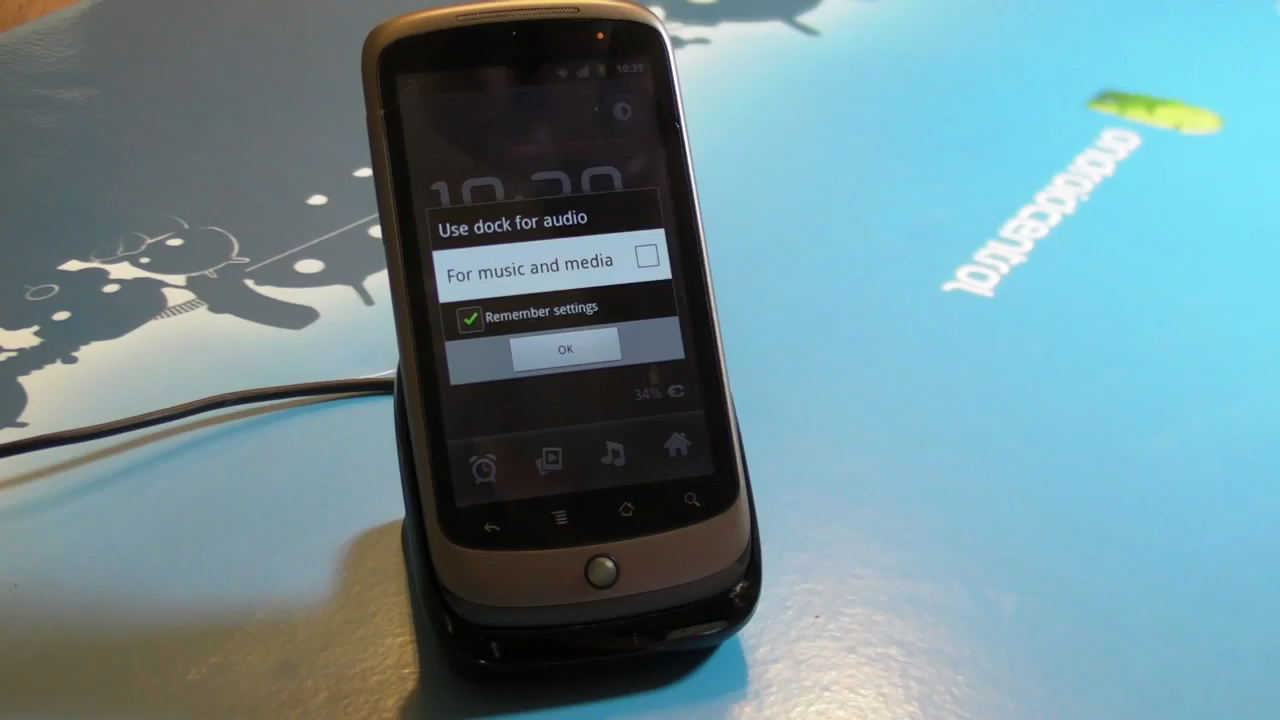 10:39
Use dock for audio
For music and media
Remember settings
OK
34%
androidcentral